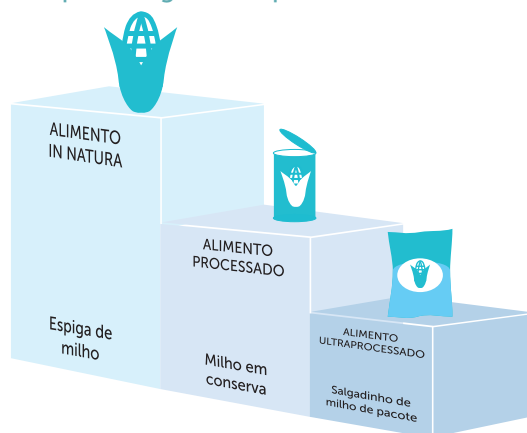 ALIMENTO
IN NATURA
Espiga de
milho
ALIMENTO
PROCESSADO
Milho em
conserva
ALIMENTO
ULTRAPROCESSADO
Salgadinho de
milho de pacote